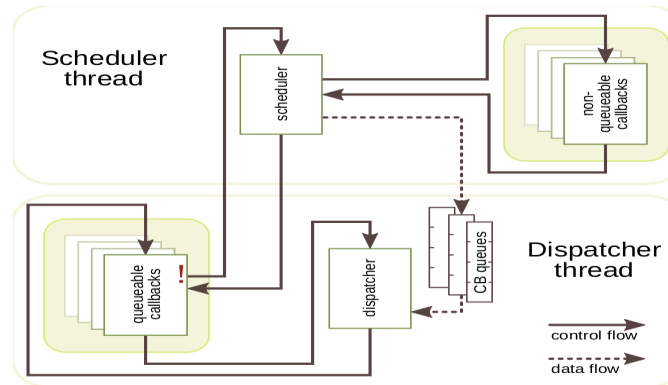 Scheduler
thread
scheduler
non-
queueable
callbacks
queueable
callbacks
!
dispatcher
CB queues
Dispatcher
thread
control flow
data flow